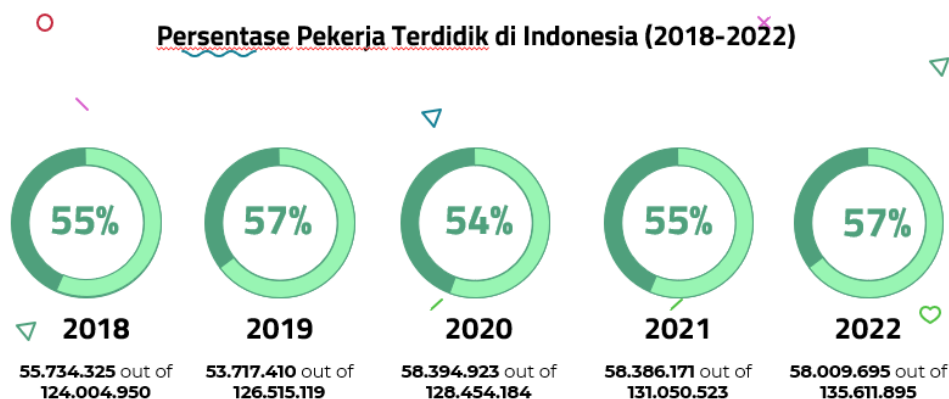 Persentase Pekerja Terdidik di Indonesia (2018-2022)
55%
57%
54%
55%
57%
2018
2019
2020
2021
2022
55.734.325 out of
124.004.950
53.717.410 out of
126.515.119
58.394.923 out of
128.454.184
58.386.171 out of
131.050.523
58.009.695 out of
135.611.895